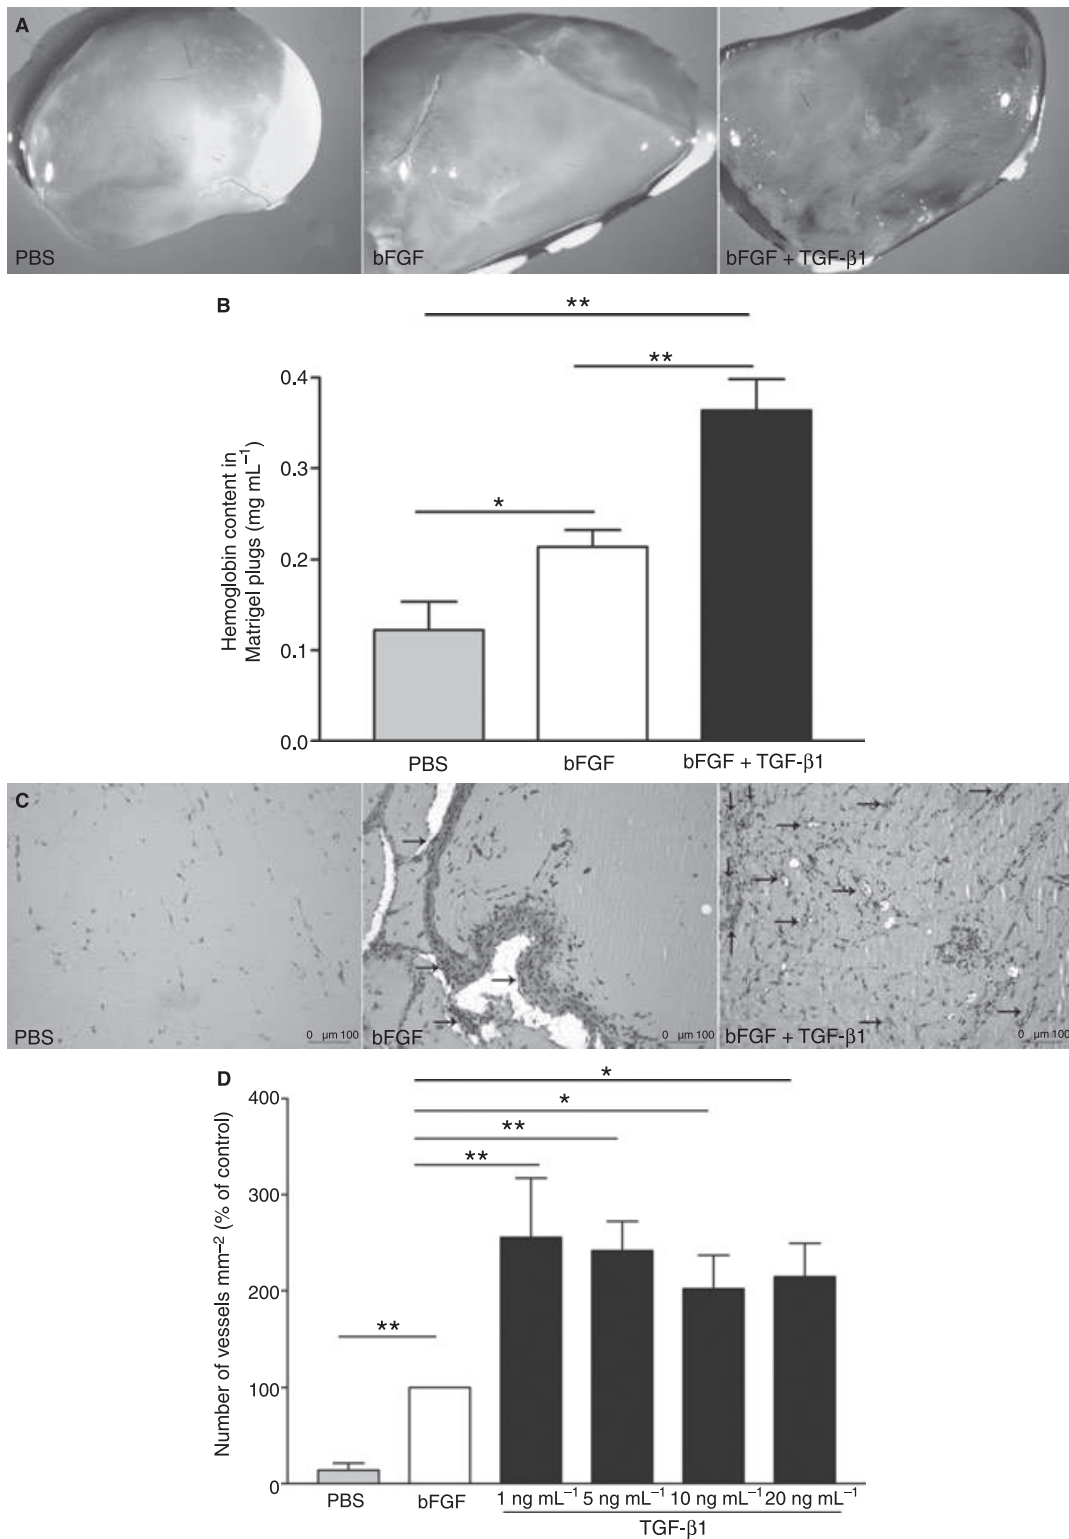 A
PBS
bFGF
bFGF + TGF-β1
B
**
**
*
Hemoglobin content in
Matrigel plugs (mg mL⁻¹)
0.4
0.3
0.2
0.1
0.0
PBS
bFGF
bFGF + TGF-β1
C
PBS
0 µm 100
bFGF
0 µm 100
bFGF + TGF-β1
0 µm 100
D
*
*
**
**
**
Number of vessels mm⁻² (% of control)
400
300
200
100
0
PBS
bFGF
1 ng mL⁻¹ 5 ng mL⁻¹ 10 ng mL⁻¹ 20 ng mL⁻¹
TGF-β1